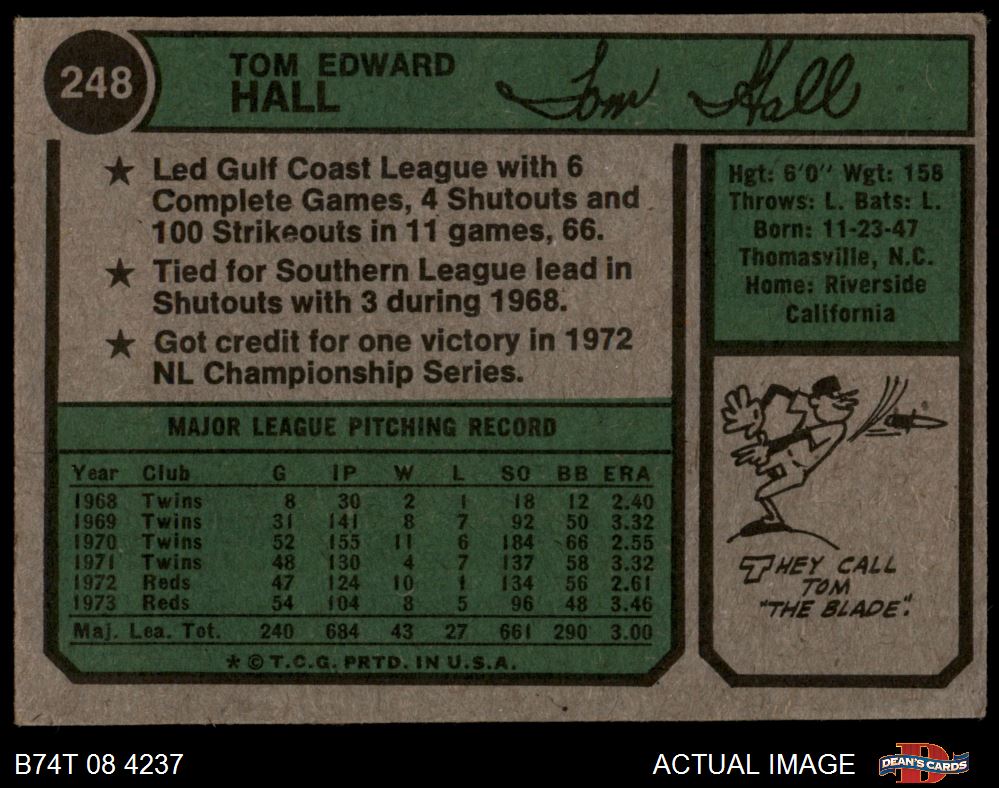 248
TOM EDWARD
HALL
Tom Hall
★ Led Gulf Coast League with 6
Complete Games, 4 Shutouts and
100 Strikeouts in 11 games, 66.
★ Tied for Southern League lead in
Shutouts with 3 during 1968.
★ Got credit for one victory in 1972
NL Championship Series.
MAJOR LEAGUE PITCHING RECORD
Year Club G IP W L SO BB ERA
1968 Twins 8 30 2 1 18 12 2.40
1969 Twins 31 141 8 7 92 50 3.32
1970 Twins 52 155 11 6 184 66 2.55
1971 Twins 48 130 4 7 137 58 3.32
1972 Reds 47 124 10 1 134 56 2.61
1973 Reds 54 104 8 5 96 48 3.46
Maj. Lea. Tot. 240 684 43 27 661 290 3.00
* © T.C.G. PRTD. IN U.S.A.
Hgt: 6'0" Wgt: 158
Throws: L. Bats: L.
Born: 11-23-47
Thomasville, N.C.
Home: Riverside
California
THEY CALL
TOM
"THE BLADE".
B74T 08 4237
ACTUAL IMAGE
DEAN'S CARDS